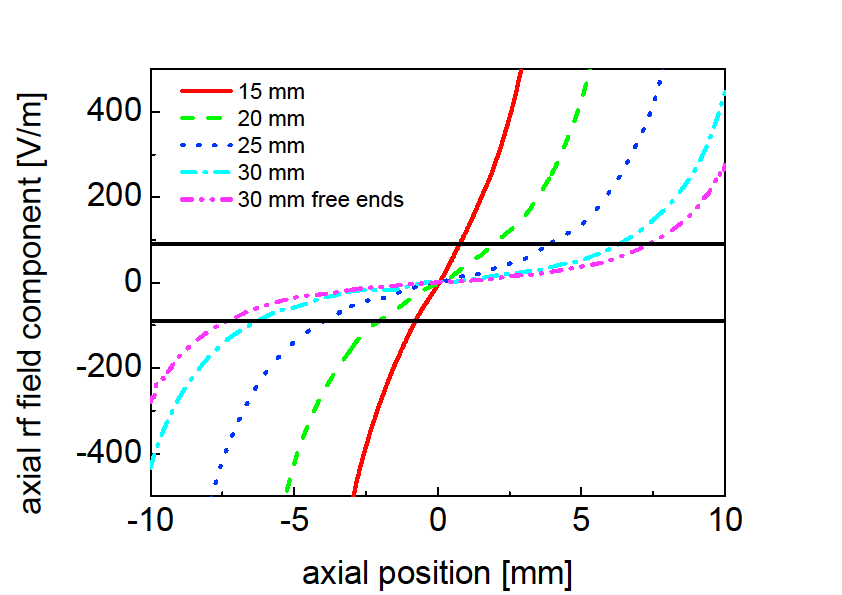 axial rf field component [V/m]
400
200
0
-200
-400
15 mm
20 mm
25 mm
30 mm
30 mm free ends
-10
-5
0
5
10
axial position [mm]